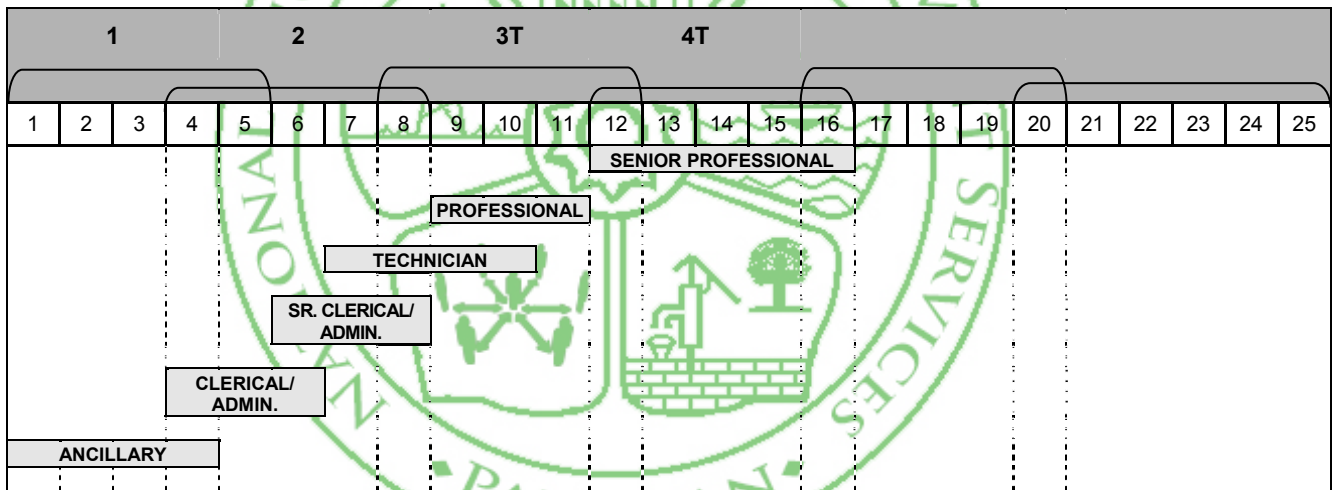 1 2 3T 4T
1 2 3 4 5 6 7 8 9 10 11 12 13 14 15 16 17 18 19 20 21 22 23 24 25
SENIOR PROFESSIONAL
PROFESSIONAL
TECHNICIAN
SR. CLERICAL/
ADMIN.
CLERICAL/
ADMIN.
ANCILLARY
NATIONAL
T SERVICES